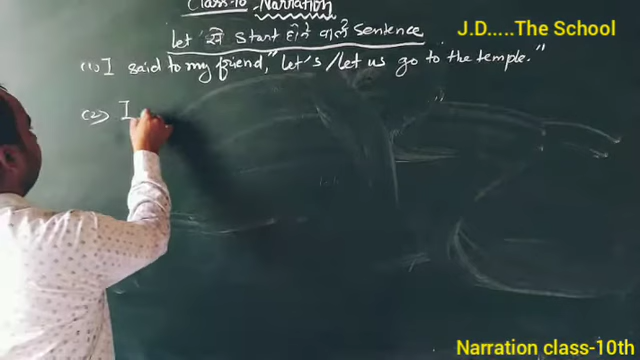 Class-10 Narration
J.D.....The School
let से start होने वाले sentence
(1) I said to my friend, "let's/let us go to the temple."
(2) I
Narration class-10th